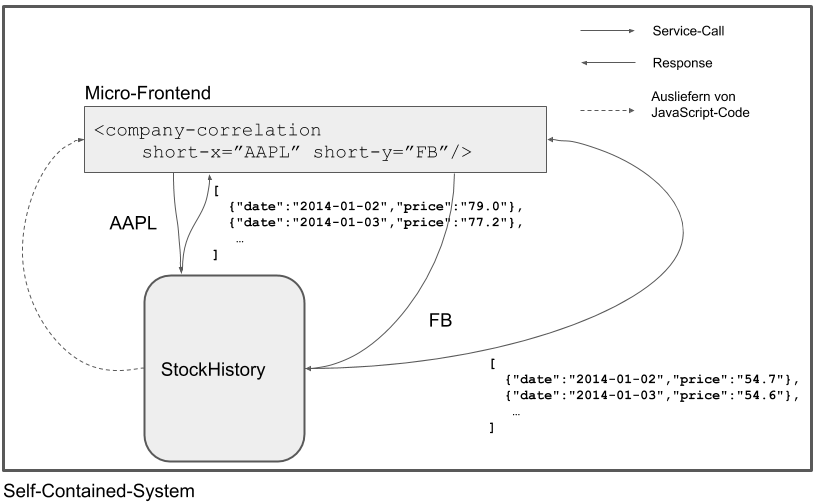 Service-Call
Response
Ausliefern von
JavaScript-Code
Micro-Frontend
<company-correlation
short-x=”AAPL” short-y=”FB”/>
[
{"date":"2014-01-02","price":"79.0"},
{"date":"2014-01-03","price":"77.2"},
…
]
AAPL
FB
StockHistory
[
{"date":"2014-01-02","price":"54.7"},
{"date":"2014-01-03","price":"54.6"},
…
]
Self-Contained-System